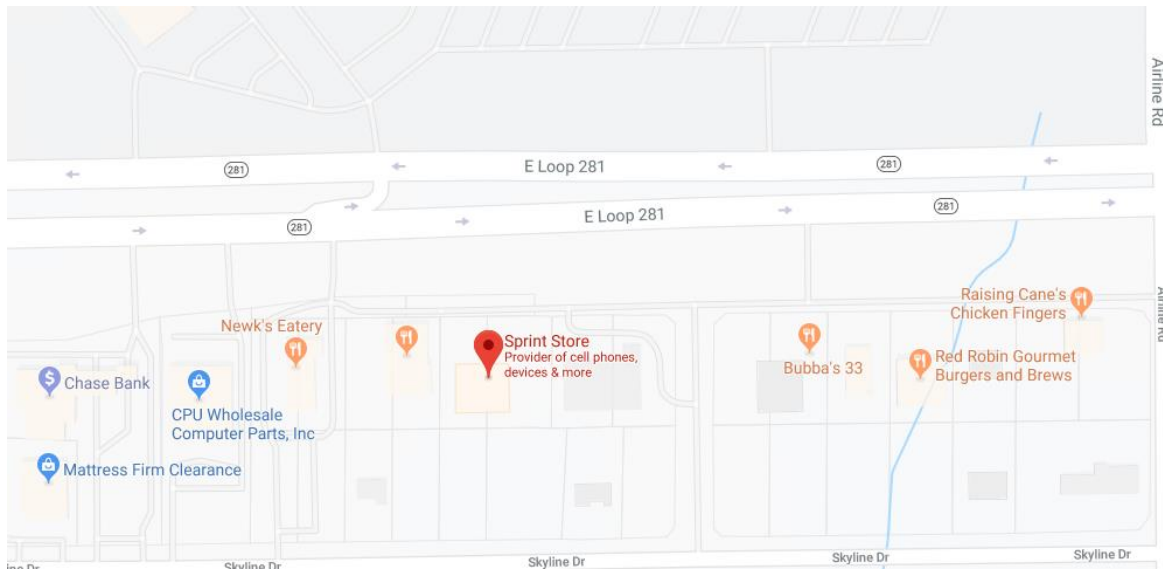 Airline Rd
281
E Loop 281
281
E Loop 281
281
281
Raising Cane's
Chicken Fingers
Newk's Eatery
Sprint Store
Provider of cell phones,
devices & more
Bubba's 33
Red Robin Gourmet
Burgers and Brews
$
Chase Bank
CPU Wholesale
Computer Parts, Inc
Mattress Firm Clearance
Skyline Dr
Skyline Dr
Skyline Dr
Skyline Dr